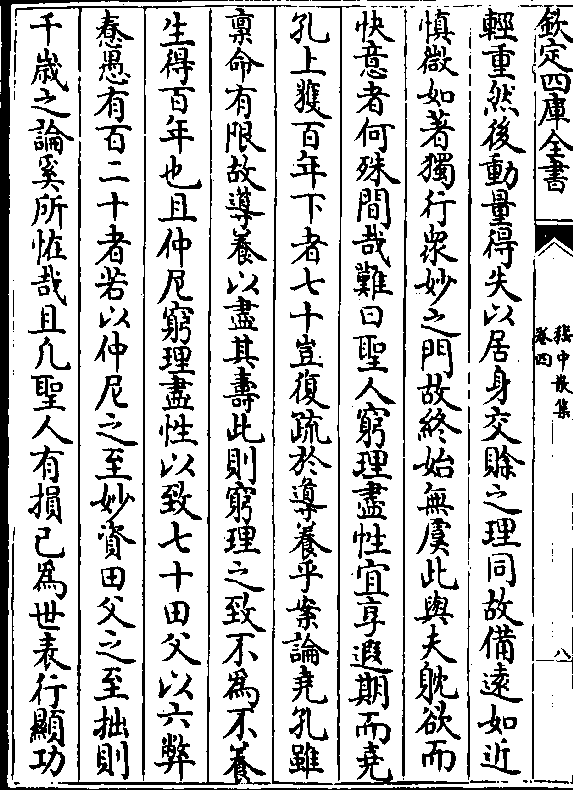 欽定四庫全書
嵇中散集
卷四
八
輕重然後動量得失以居身交賒之理同故備遠如近
慎微如著獨行衆妙之門故終始無虞此與夫躭欲而
快意者何殊間哉難曰聖人窮理盡性宜享遐期而堯
孔上獲百年下者七十豈復疏於導養乎案論堯孔雖
禀命有限故導養以盡其壽此則窮理之致不為不養
生得百年也且仲尼窮理盡性以致七十田父以六弊
惷愚有百二十者若以仲尼之至妙資田父之至拙則
千歲之論奚所恠哉且凡聖人有損已為世表行顯功